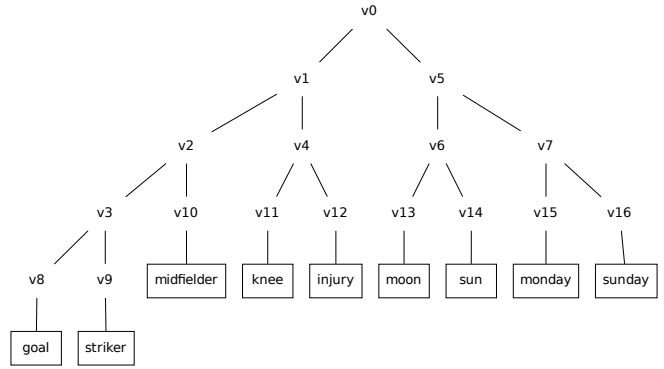 v0
v1 v5
v2 v4 v6 v7
v3 v10 v11 v12 v13 v14 v15 v16
v8 v9 midfielder knee injury moon sun monday sunday
goal striker